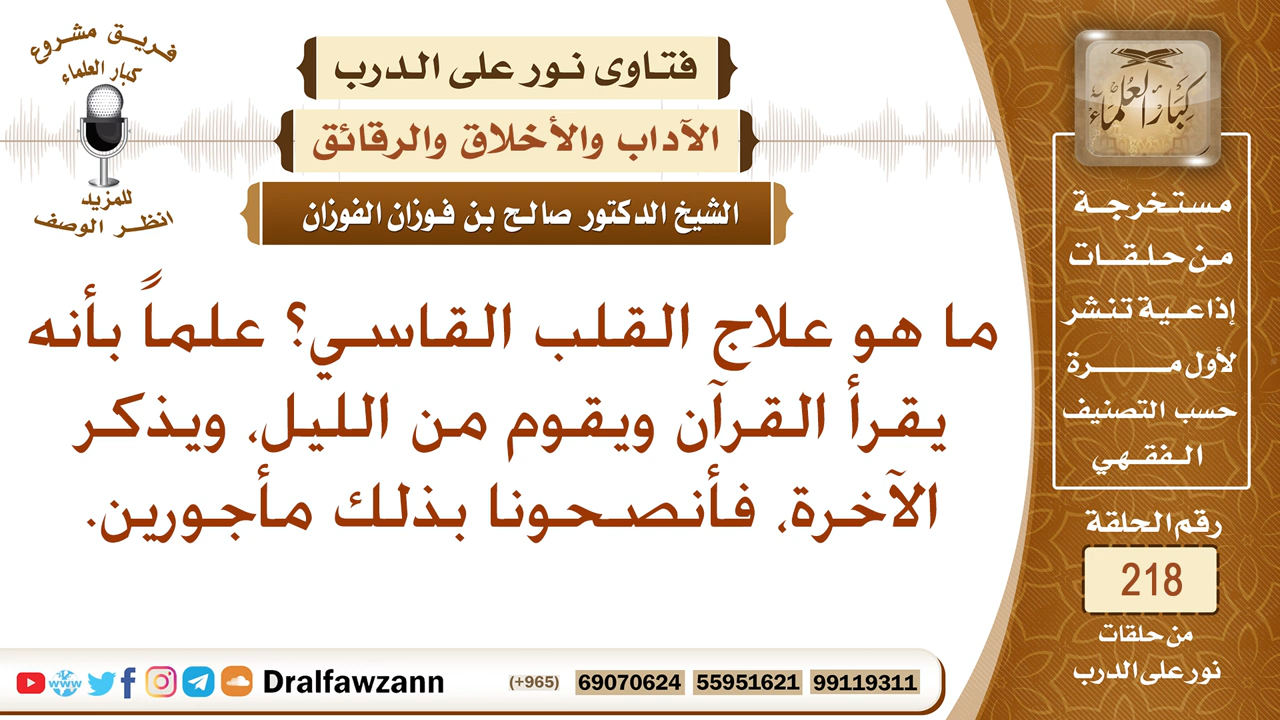 فريق مشروع
كبار العلماء
للمزيد
انظر الوصف
فتاوى نور على الدرب
الآداب والأخلاق والرقائق
الشيخ الدكتور صالح بن فوزان الفوزان
ما هو علاج القلب القاسي؟ علماً بأنه
يقرأ القرآن ويقوم من الليل، ويذكر
الآخرة، فأنصحونا بذلك مأجورين.
كبار العلماء
مستخرجة
من حلقات
إذاعية تنشر
لأول مرة
حسب التصنيف
الفقهي
رقم الحلقة
218
من حلقات
نور على الدرب
www Dralfawzann (+965) 69070624 55951621 99119311